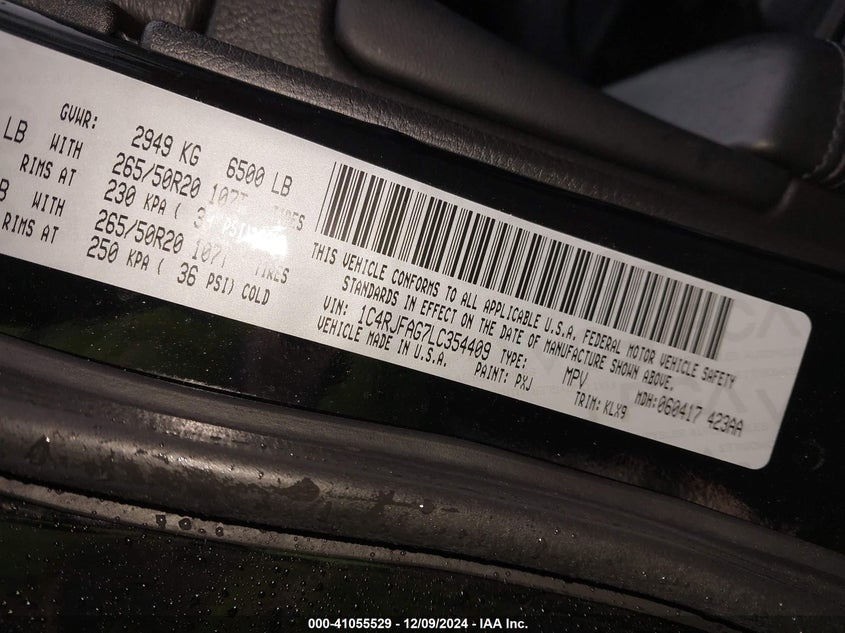 GVWR: 2949 KG 6500 LB
LB WITH 265/50R20 107T TIRES
RIMS AT 230 KPA (
WITH 265/50R20 107T TIRES
RIMS AT 250 KPA ( 36 PSI) COLD
THIS VEHICLE CONFORMS TO ALL APPLICABLE U.S.A. FEDERAL MOTOR VEHICLE SAFETY
STANDARDS IN EFFECT ON THE DATE OF MANUFACTURE SHOWN ABOVE.
VIN: 1C4RJFAG7LC354409 TYPE: MPV MDH:060417 423AA
VEHICLE MADE IN U.S.A. PAINT: PXJ TRIM: KLX9
000-41055529 - 12/09/2024 - IAA Inc.